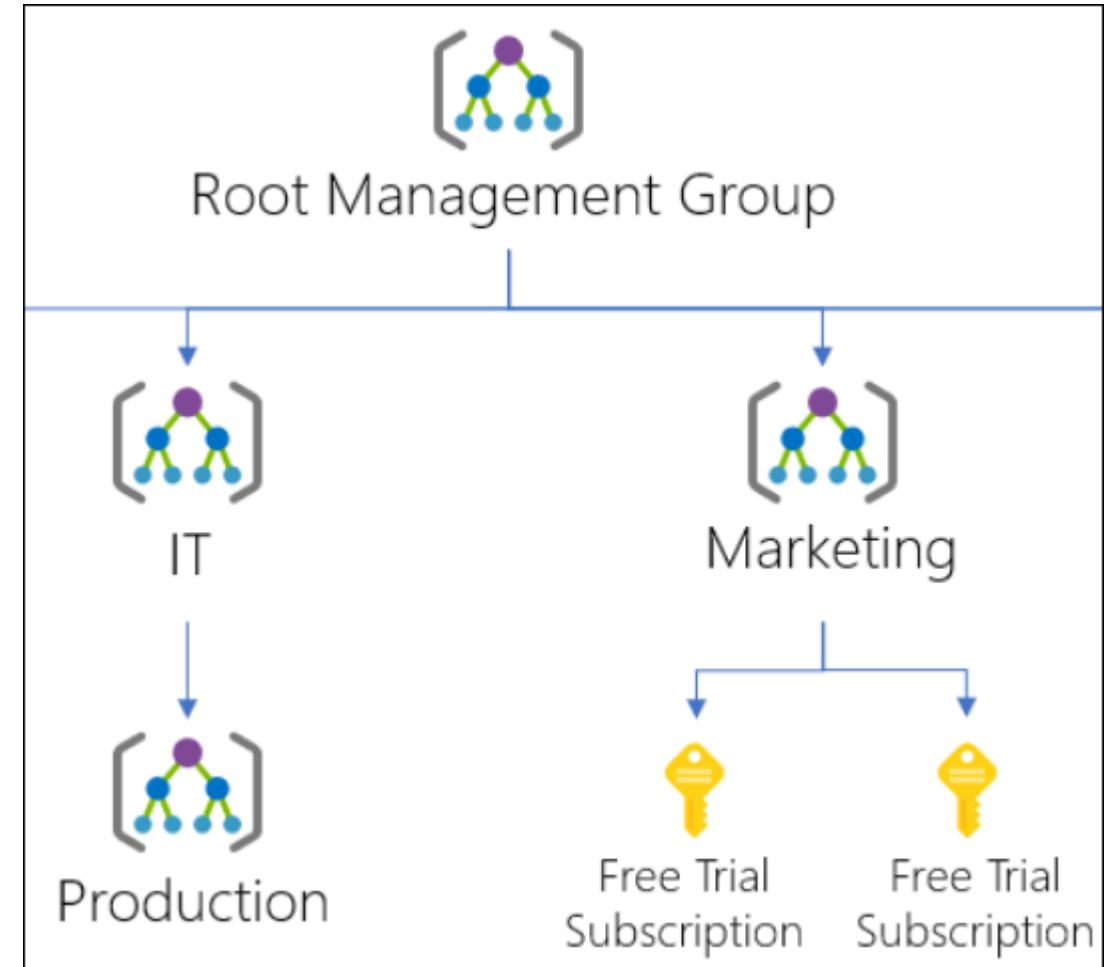 Root Management Group
IT
Marketing
Production
Free Trial
Subscription
Free Trial
Subscription